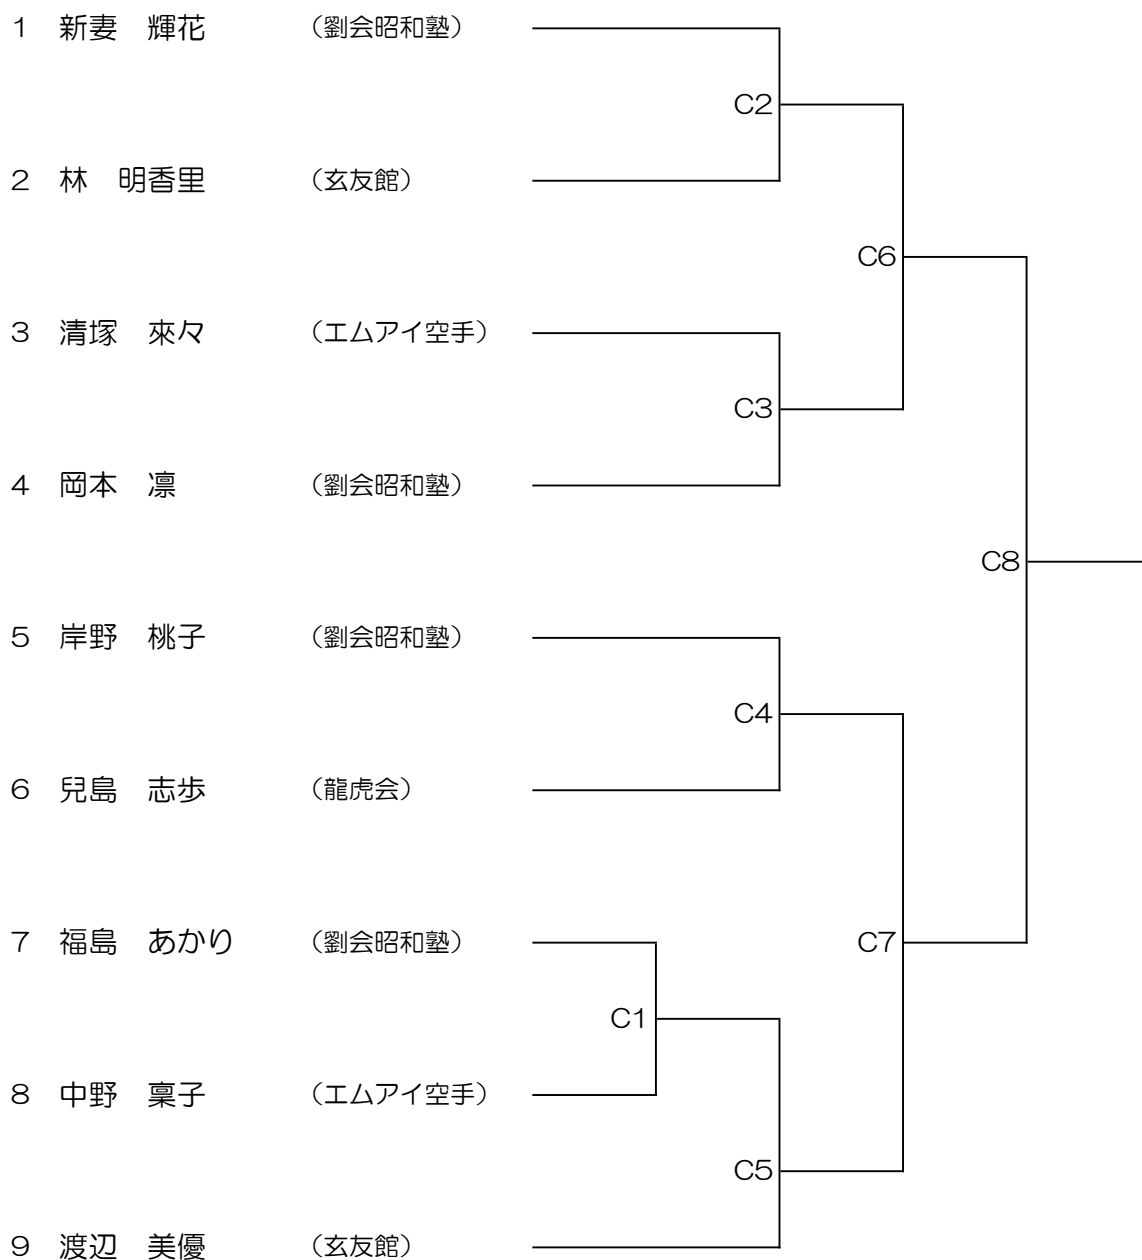 1　新妻　輝花　（劉会昭和塾）
C2
2　林　明香里　（玄友館）
C6
3　清塚　來々　（エムアイ空手）
C3
4　岡本　凛　（劉会昭和塾）
C8
5　岸野　桃子　（劉会昭和塾）
C4
6　兒島　志歩　（龍虎会）
7　福島　あかり　（劉会昭和塾）
C7
C1
8　中野　稟子　（エムアイ空手）
C5
9　渡辺　美優　（玄友館）